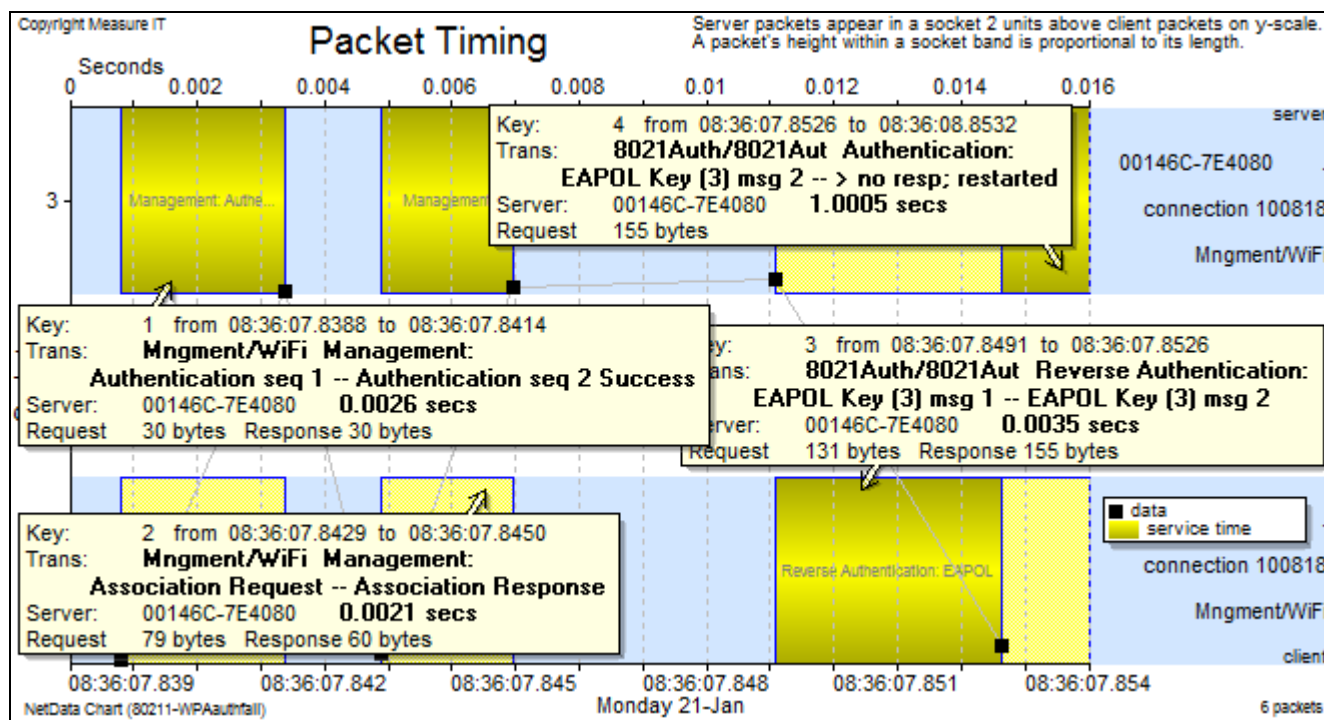 Copyright Measure IT
Packet Timing
Server packets appear in a socket 2 units above client packets on y-scale.
A packet's height within a socket band is proportional to its length.
Seconds
0 0.002 0.004 0.006 0.008 0.01 0.012 0.014 0.016
server
Key: 4 from 08:36:07.8526 to 08:36:08.8532
Trans: 8021Auth/8021Aut Authentication:
EAPOL Key (3) msg 2 -- > no resp; restarted
Server: 00146C-7E4080 1.0005 secs
Request 155 bytes
00146C-7E4080
3
Management: Authe...
Management
connection 100818
Mngment/WiFi
Key: 1 from 08:36:07.8388 to 08:36:07.8414
Trans: Mngment/WiFi Management:
Authentication seq 1 -- Authentication seq 2 Success
Server: 00146C-7E4080 0.0026 secs
Request 30 bytes Response 30 bytes
ey: 3 from 08:36:07.8491 to 08:36:07.8526
ans: 8021Auth/8021Aut Reverse Authentication:
EAPOL Key (3) msg 1 -- EAPOL Key (3) msg 2
erver: 00146C-7E4080 0.0035 secs
Request 131 bytes Response 155 bytes
Key: 2 from 08:36:07.8429 to 08:36:07.8450
Trans: Mngment/WiFi Management:
Association Request -- Association Response
Server: 00146C-7E4080 0.0021 secs
Request 79 bytes Response 60 bytes
Reverse Authentication: EAPOL
data
service time
connection 100818
Mngment/WiFi
client
08:36:07.839 08:36:07.842 08:36:07.845 08:36:07.848 08:36:07.851 08:36:07.854
NetData Chart (80211-WPAauthfail)
Monday 21-Jan
6 packets